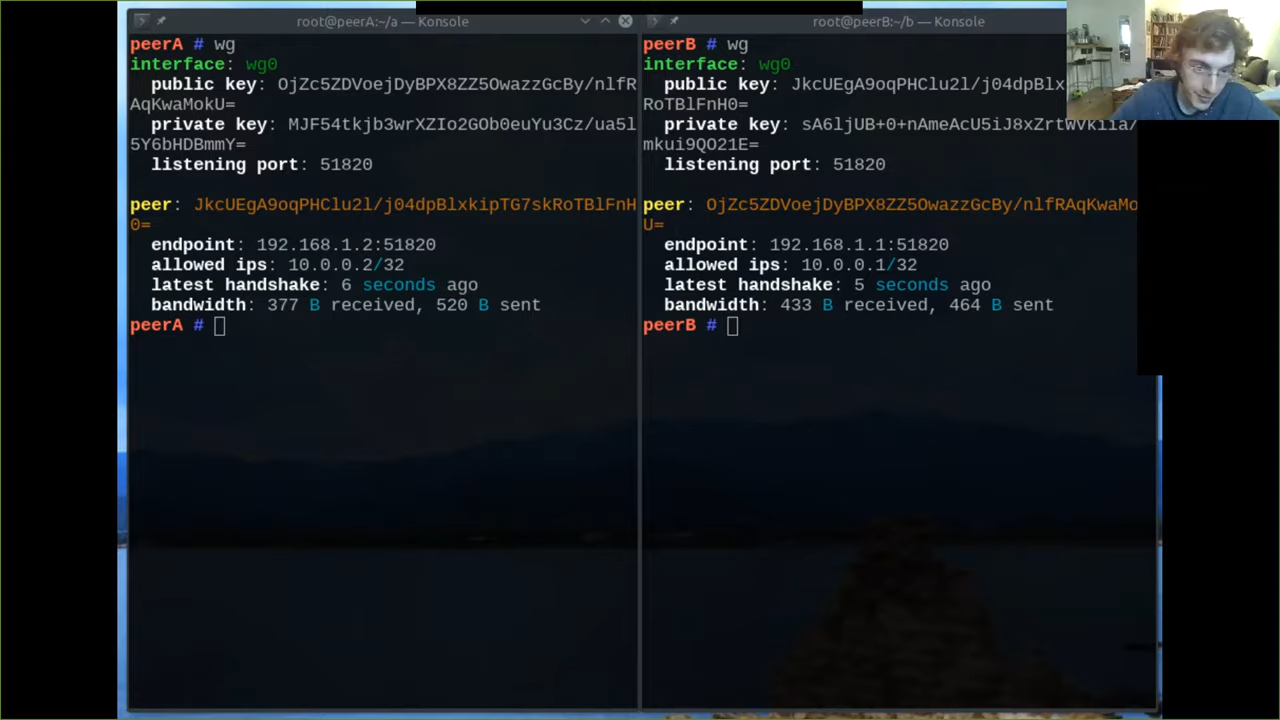 root@peerA:~/a — Konsole
peerA # wg
interface: wg0
public key: OjZc5ZDVoejDyBPX8ZZ5OwazzGcBy/nlfR
AqKwaMokU=
private key: MJF54tkjb3wrXZIo2GOb0euYu3Cz/ua5l
5Y6bHDBmmY=
listening port: 51820
peer: JkcUEgA9oqPHClu2l/j04dpBlxkipTG7skRoTBlFnH
0=
endpoint: 192.168.1.2:51820
allowed ips: 10.0.0.2/32
latest handshake: 6 seconds ago
bandwidth: 377 B received, 520 B sent
peerA #
root@peerB:~/b — Konsole
peerB # wg
interface: wg0
public key: JkcUEgA9oqPHClu2l/j04dpBlx
RoTBlFnH0=
private key:
mkui9QO21E=
listening port: 51820
peer: OjZc5ZDVoejDyBPX8ZZ5OwazzGcBy/nlfRAqKwaMo
U=
endpoint: 192.168.1.1:51820
allowed ips: 10.0.0.1/32
latest handshake: 5 seconds ago
bandwidth: 433 B received, 464 B sent
peerB #